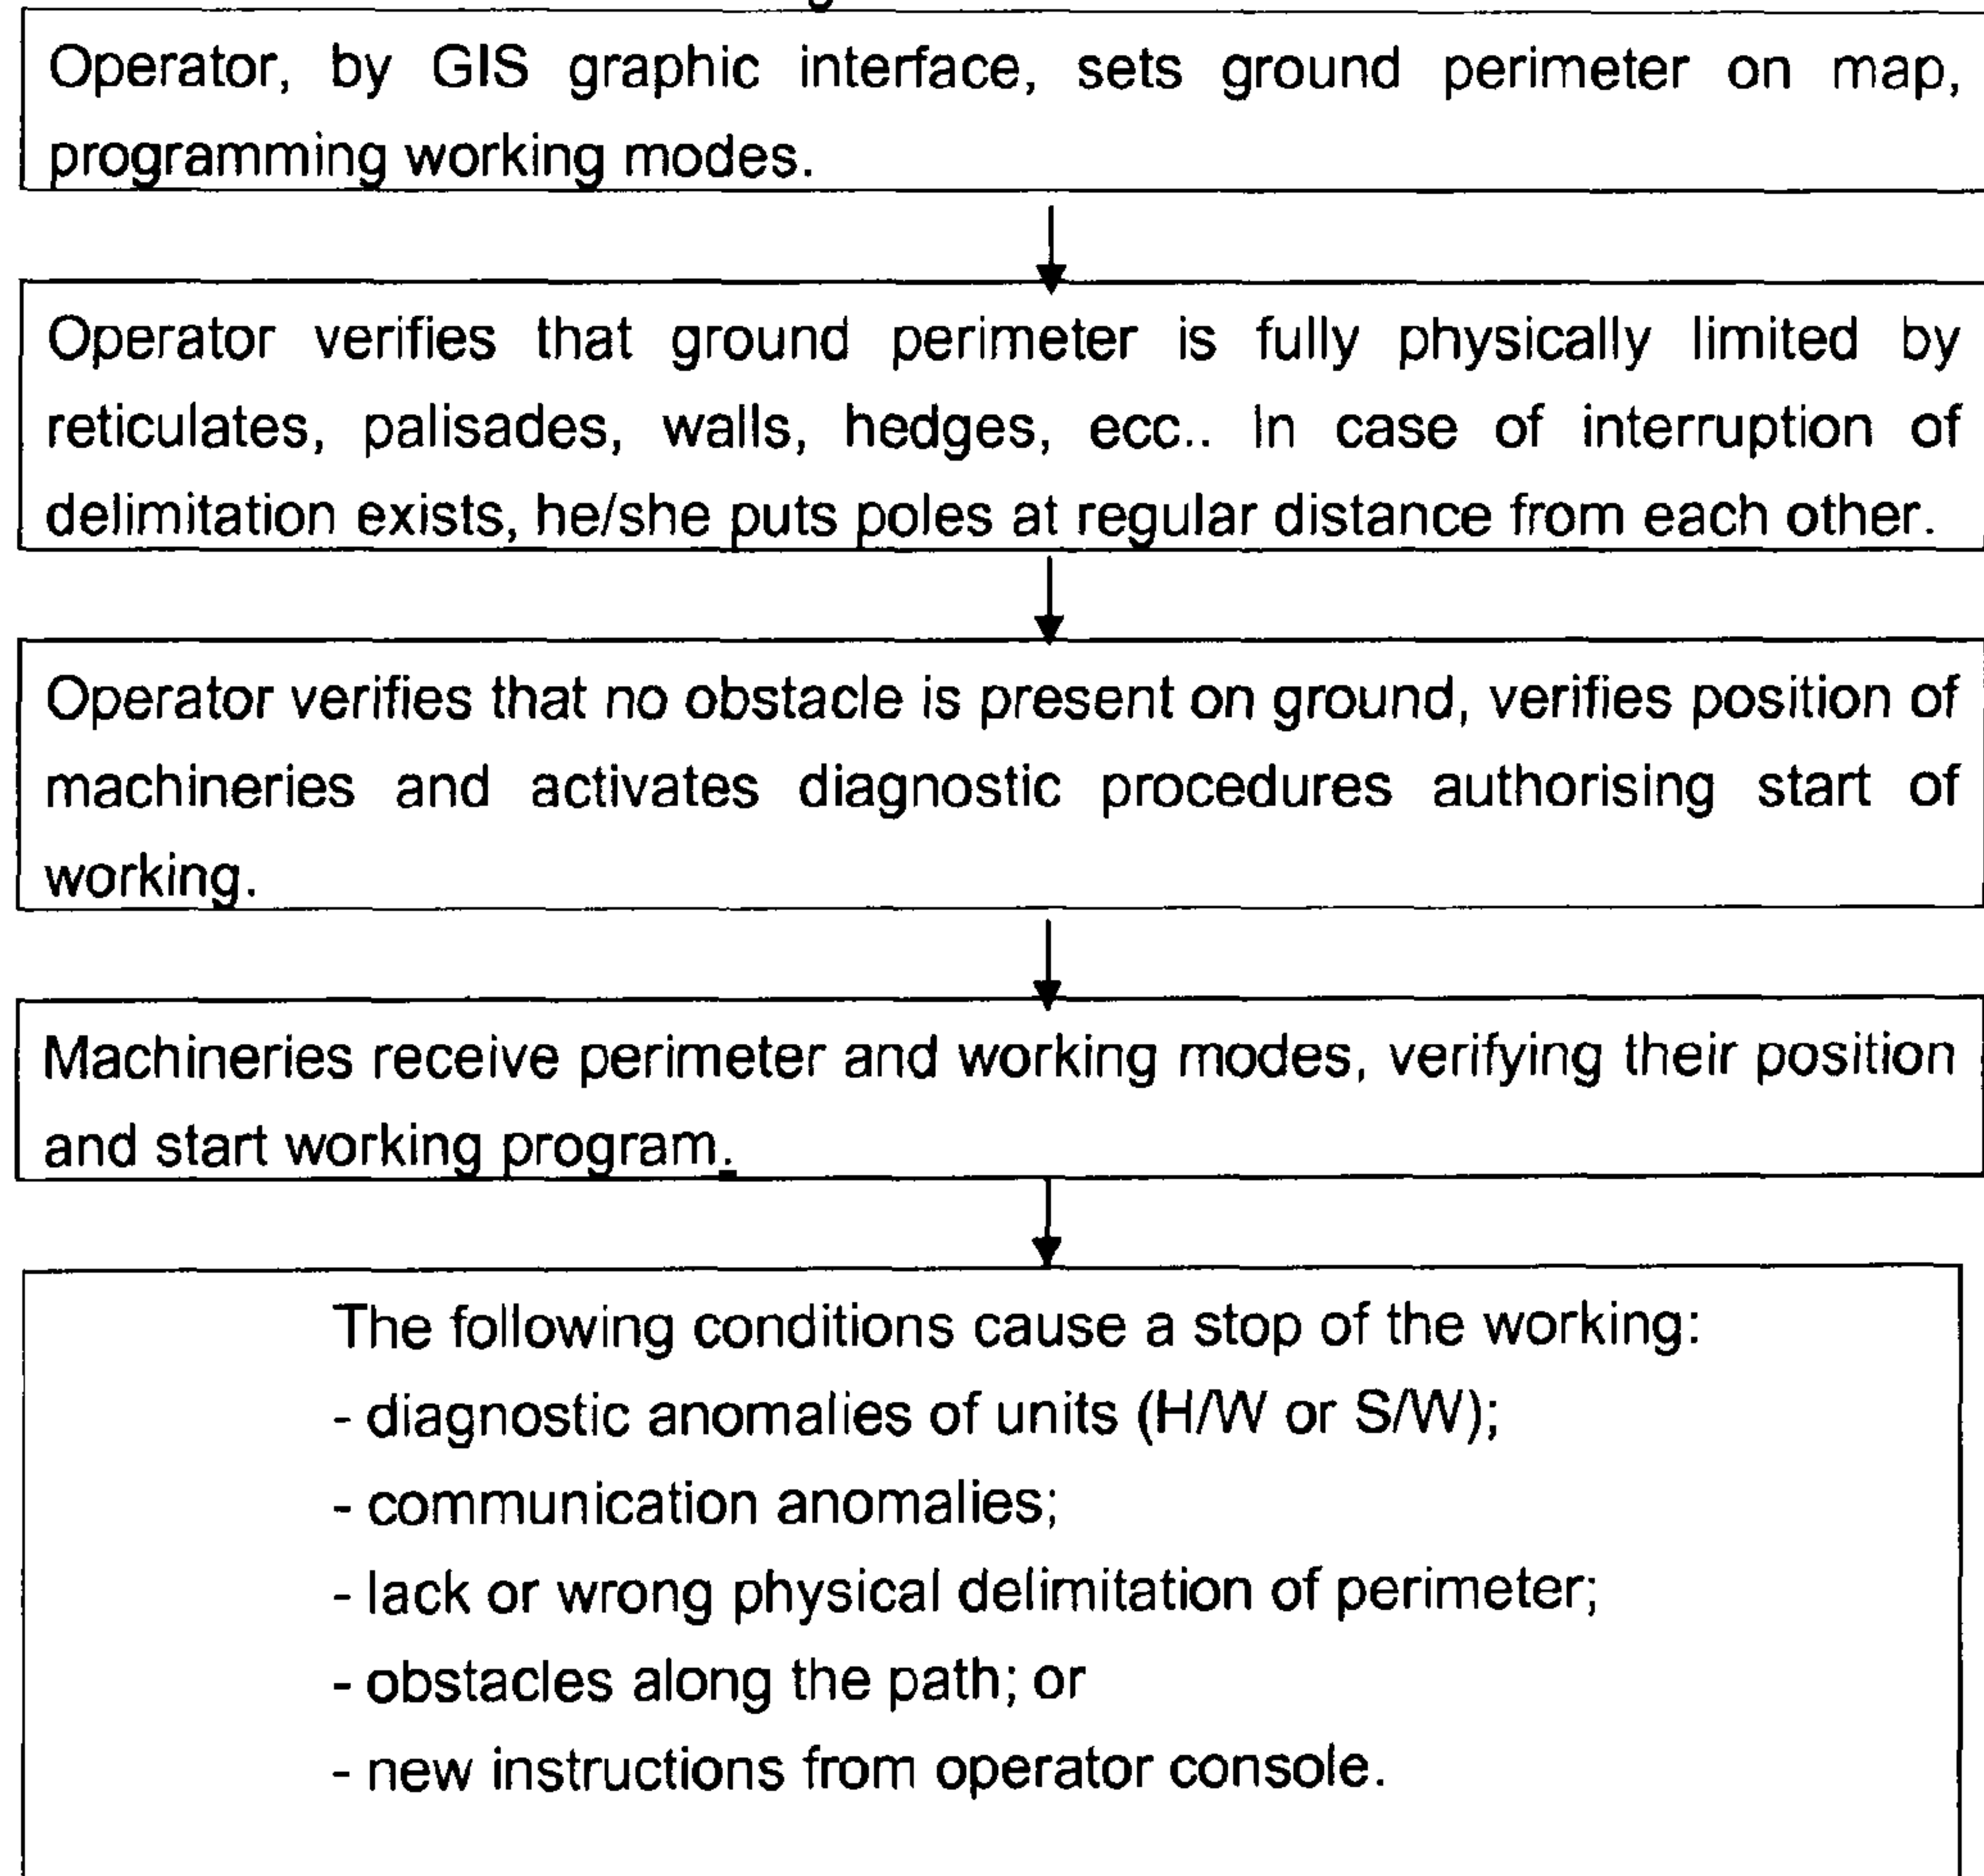 Operator, by GIS graphic interface, sets ground perimeter on map,
programming working modes.
Operator verifies that ground perimeter is fully physically limited by
reticulates, palisades, walls, hedges, ecc.. In case of interruption of
delimitation exists, he/she puts poles at regular distance from each other.
Operator verifies that no obstacle is present on ground, verifies position of
machineries and activates diagnostic procedures authorising start of
working.
Machineries receive perimeter and working modes, verifying their position
and start working program.
The following conditions cause a stop of the working:
- diagnostic anomalies of units (H/W or S/W);
- communication anomalies;
- lack or wrong physical delimitation of perimeter;
- obstacles along the path; or
- new instructions from operator console.